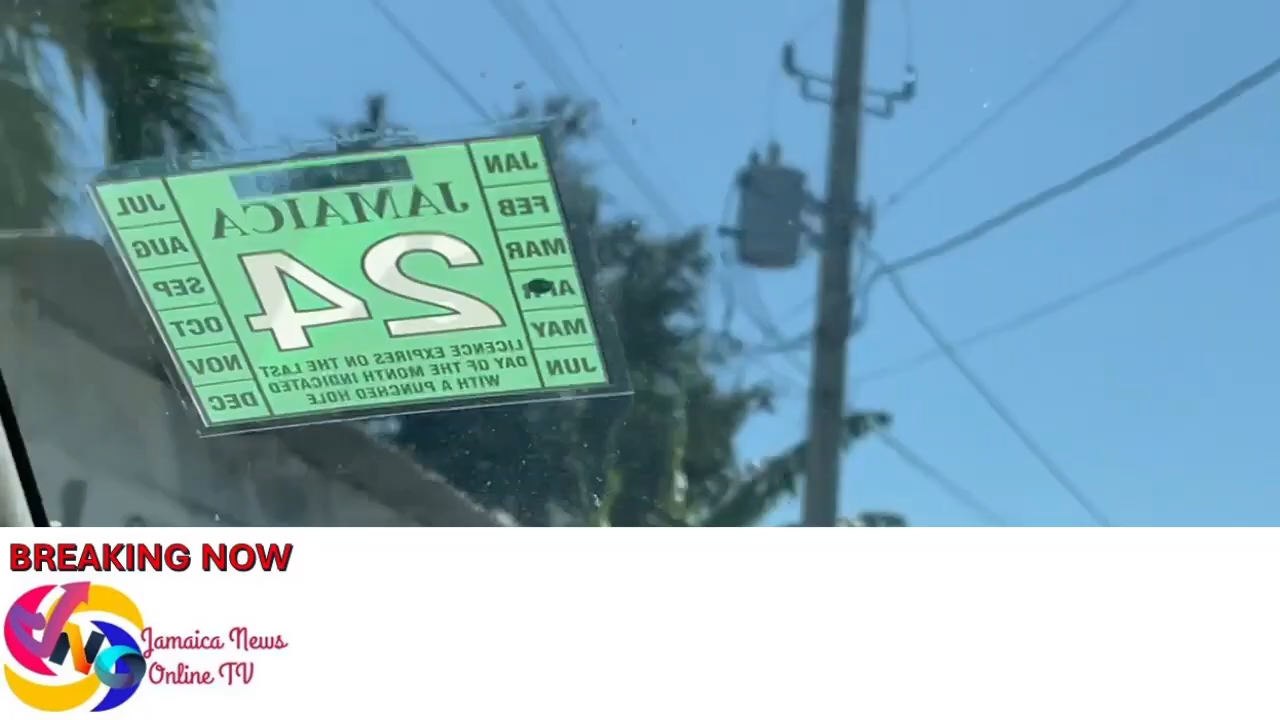 JAMAICA
24
LICENCE EXPIRES ON THE LAST
DAY OF THE MONTH INDICATED
WITH A PUNCHED HOLE
JAN
FEB
MAR
APR
MAY
JUN
JUL
AUG
SEP
OCT
NOV
DEC
BREAKING NOW
Jamaica News
Online TV